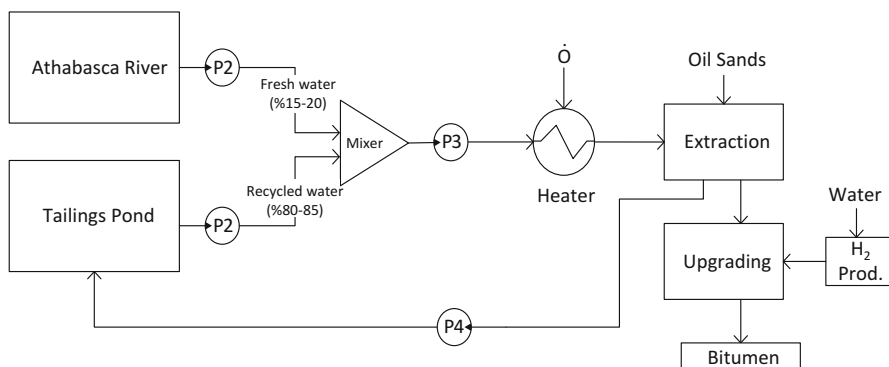 Athabasca River
P2
Fresh water
(%15-20)
Mixer
P3
Ȯ
Heater
Oil Sands
Extraction
Tailings Pond
P2
Recycled water
(%80-85)
Water
H₂
Prod.
Upgrading
P4
Bitumen